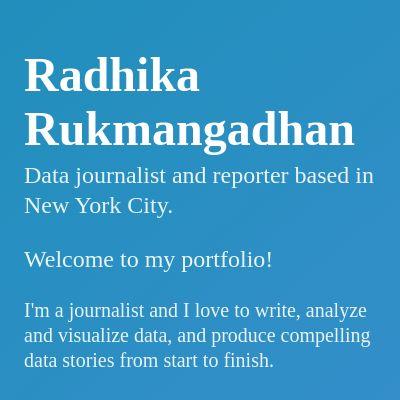 Radhika
Rukmangadhan
Data journalist and reporter based in
New York City.
Welcome to my portfolio!
I'm a journalist and I love to write, analyze
and visualize data, and produce compelling
data stories from start to finish.